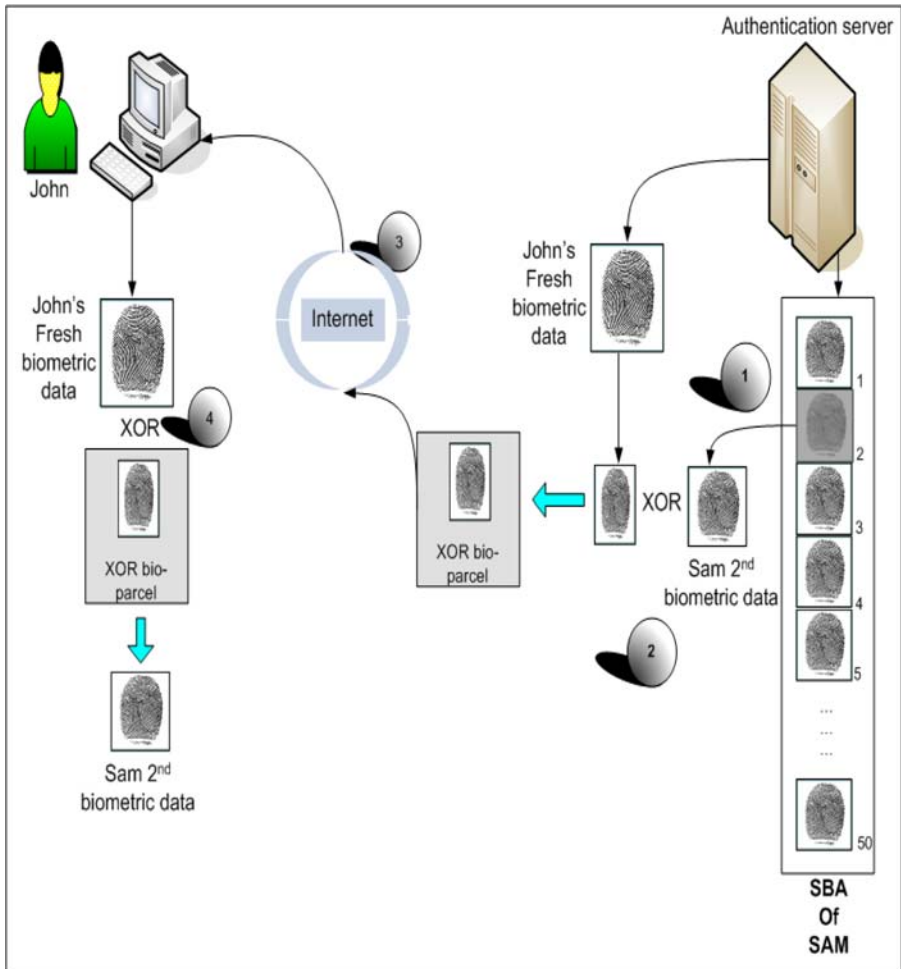 Authentication server
John
John's
Fresh
biometric
data
Internet
3
John's
Fresh
biometric
data
1
XOR
4
XOR bio-
parcel
XOR bio-
parcel
XOR
Sam 2nd
biometric data
2
Sam 2nd
biometric data
1
2
3
4
5
...
...
...
50
SBA
Of
SAM